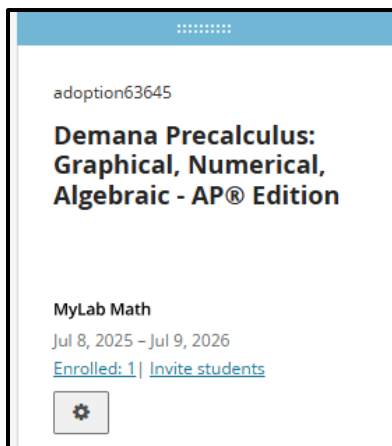 adoption63645
Demana Precalculus:
Graphical, Numerical,
Algebraic - AP® Edition
MyLab Math
Jul 8, 2025 – Jul 9, 2026
Enrolled: 1| Invite students